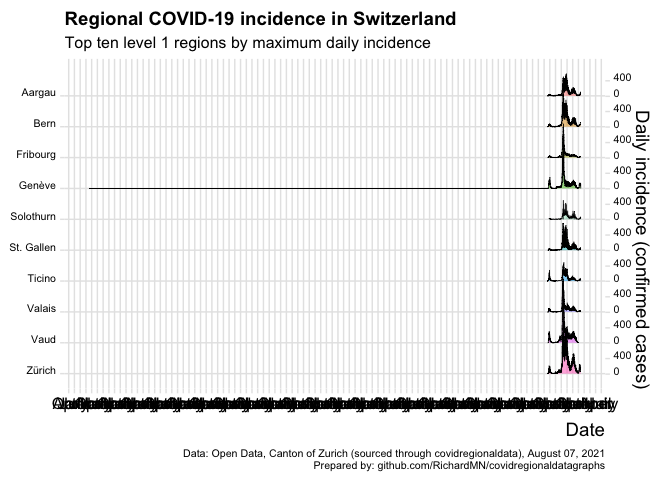 Regional COVID-19 incidence in Switzerland
Top ten level 1 regions by maximum daily incidence
Aargau
Bern
Fribourg
Genève
Solothurn
St. Gallen
Ticino
Valais
Vaud
Zürich
400
0
400
0
400
0
400
0
400
0
400
0
400
0
400
0
400
0
400
0
Daily incidence (confirmed cases)
Date
Data: Open Data, Canton of Zurich (sourced through covidregionaldata), August 07, 2021
Prepared by: github.com/RichardMN/covidregionaldatagraphs